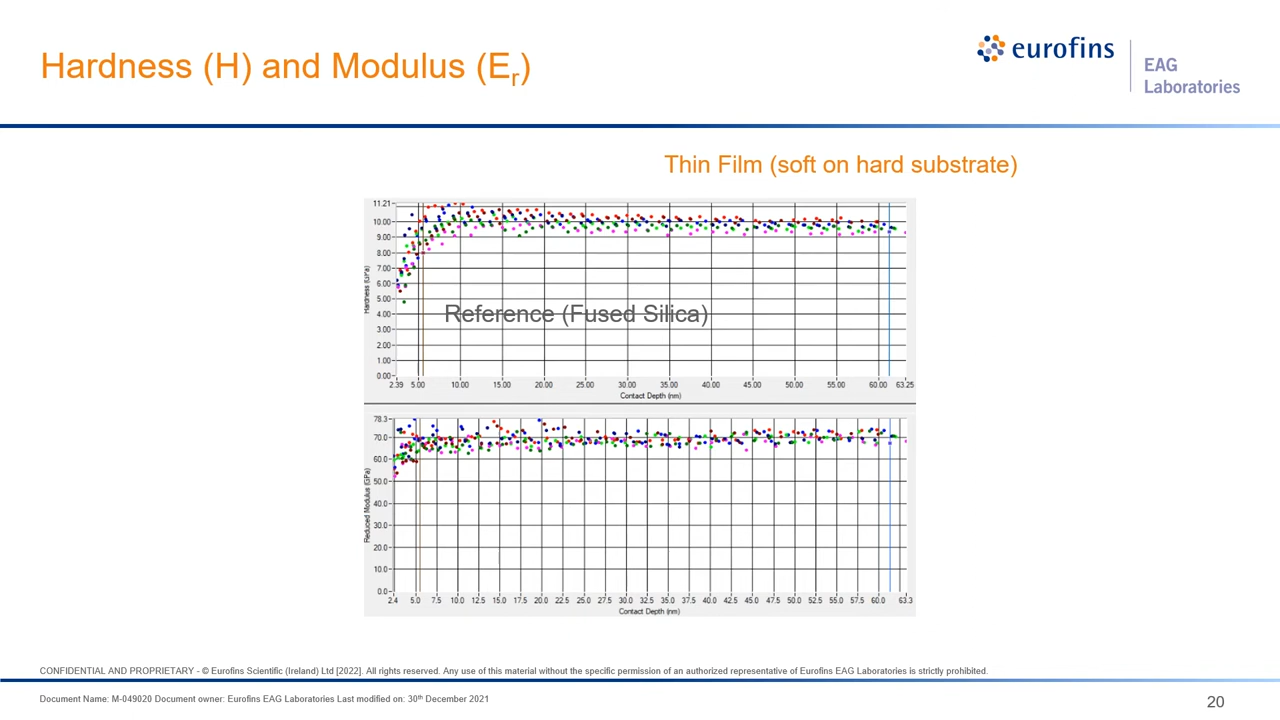 Hardness (H) and Modulus (Er)
eurofins
EAG
Laboratories
Thin Film (soft on hard substrate)
11.21
10.00
9.00
8.00
7.00
6.00
5.00
4.00
3.00
2.00
1.00
0.00
Hardness (GPa)
Reference (Fused Silica)
2.39 5.00 10.00 15.00 20.00 25.00 30.00 35.00 40.00 45.00 50.00 55.00 60.00 63.25
Contact Depth (nm)
78.3
70.0
60.0
50.0
40.0
30.0
20.0
10.0
0.0
Reduced Modulus (GPa)
2.4 5.0 7.5 10.0 12.5 15.0 17.5 20.0 22.5 25.0 27.5 30.0 32.5 35.0 37.5 40.0 42.5 45.0 47.5 50.0 52.5 55.0 57.5 60.0 63.3
Contact Depth (nm)
CONFIDENTIAL AND PROPRIETARY - © Eurofins Scientific (Ireland) Ltd [2022]. All rights reserved. Any use of this material without the specific permission of an authorized representative of Eurofins EAG Laboratories is strictly prohibited.
Document Name: M-049020 Document owner: Eurofins EAG Laboratories Last modified on: 30th December 2021
20